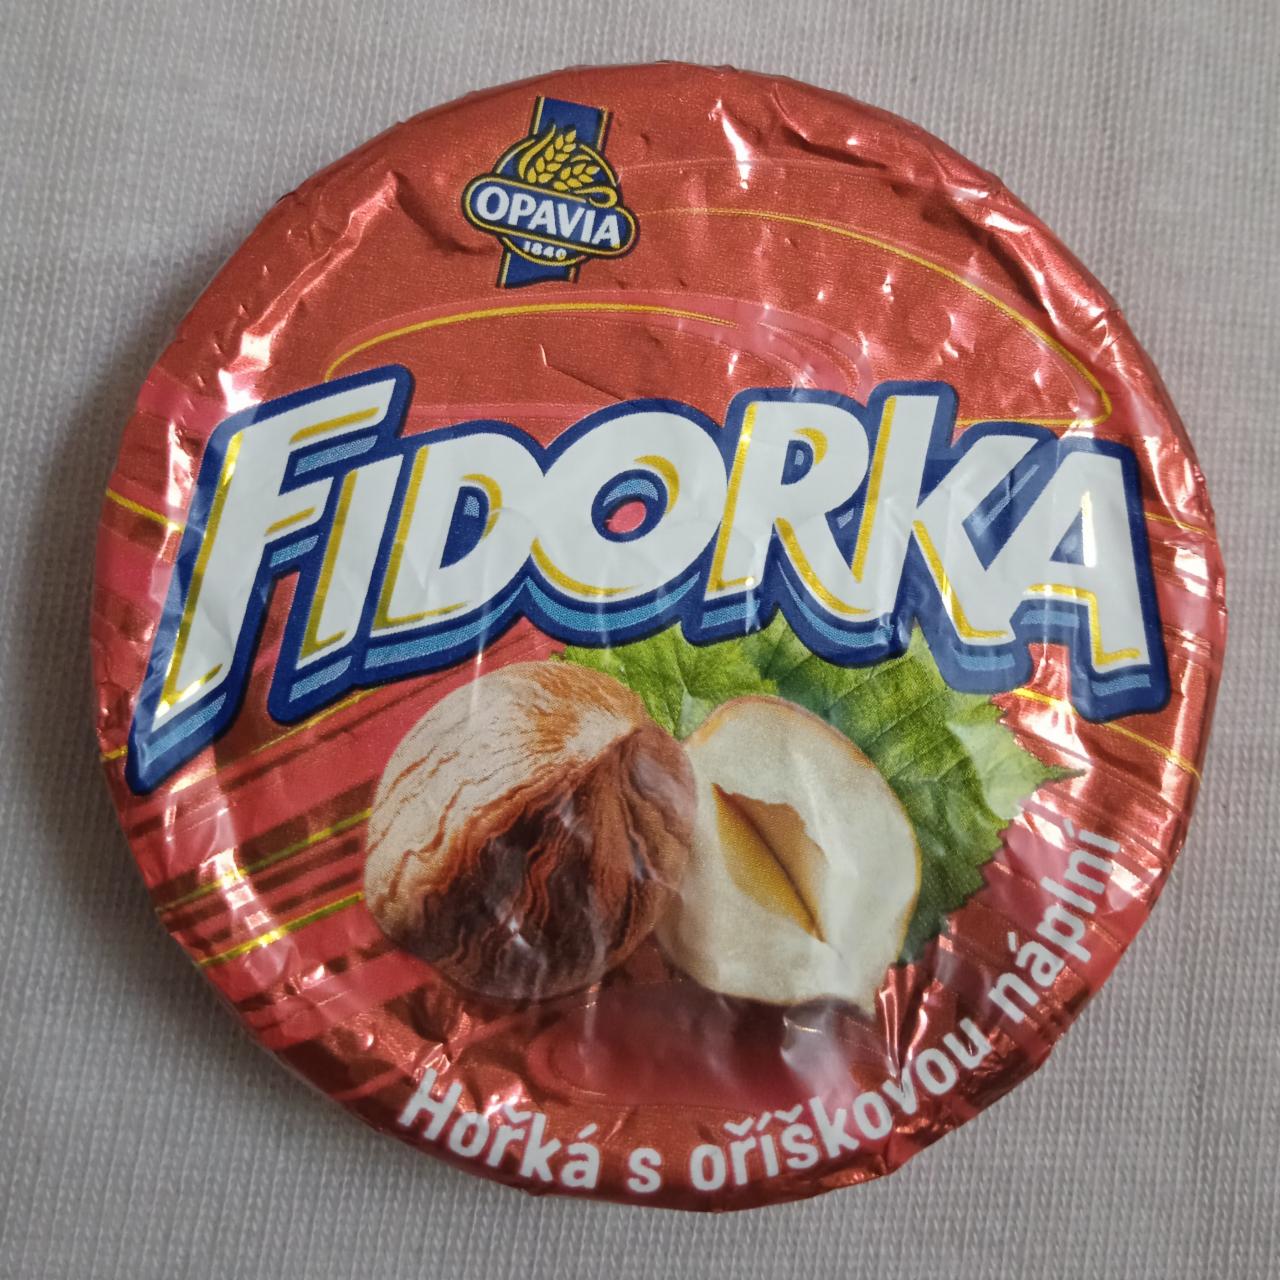 OPAVIA
1840
FIDORKA
Hořká s oříškovou náplní